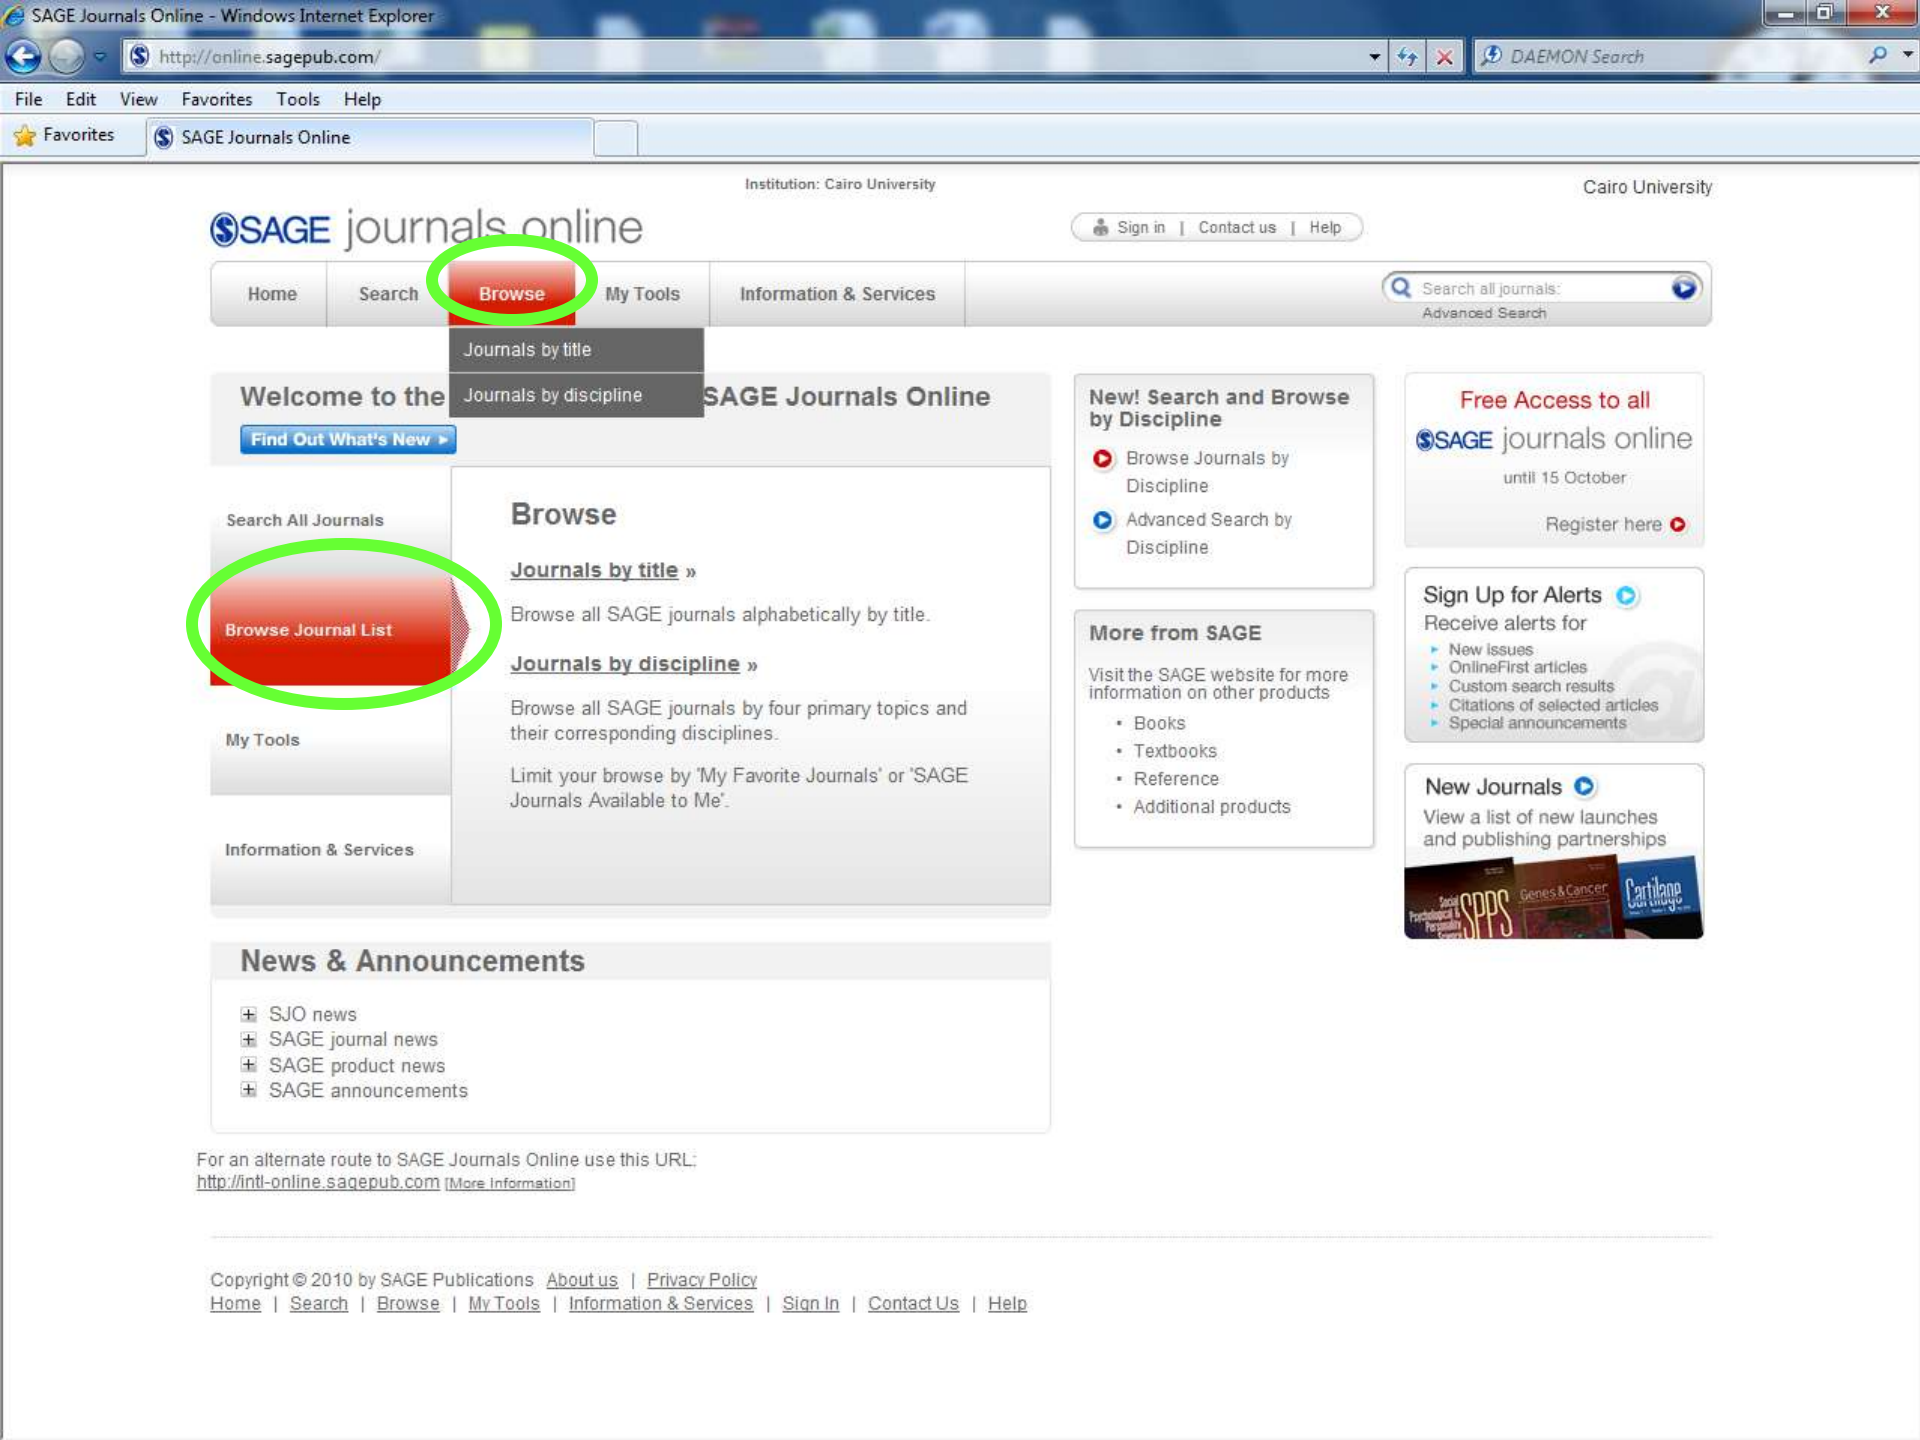 SAGE Journals Online - Windows Internet Explorer
http://online.sagepub.com/
DAEMON Search
File Edit View Favorites Tools Help
Favorites
SAGE Journals Online
Institution: Cairo University
Cairo University
SAGE journals online
Sign in | Contact us | Help
Home
Search
Browse
My Tools
Information & Services
Search all journals:
Advanced Search
Journals by title
Journals by discipline
Welcome to the
SAGE Journals Online
Find Out What's New
Search All Journals
Browse Journal List
My Tools
Information & Services
Browse
Journals by title »
Browse all SAGE journals alphabetically by title.
Journals by discipline »
Browse all SAGE journals by four primary topics and
their corresponding disciplines.
Limit your browse by 'My Favorite Journals' or 'SAGE
Journals Available to Me'.
New! Search and Browse
by Discipline
Browse Journals by
Discipline
Advanced Search by
Discipline
More from SAGE
Visit the SAGE website for more
information on other products
• Books
• Textbooks
• Reference
• Additional products
Free Access to all
SAGE journals online
until 15 October
Register here
Sign Up for Alerts
Receive alerts for
New issues
OnlineFirst articles
Custom search results
Citations of selected articles
Special announcements
New Journals
View a list of new launches
and publishing partnerships
Social
Psychological &
Personality
Science
SPPS
Genes & Cancer
Cartilage
News & Announcements
SJO news
SAGE journal news
SAGE product news
SAGE announcements
For an alternate route to SAGE Journals Online use this URL:
http://intl-online.sagepub.com [More Information]
Copyright © 2010 by SAGE Publications About us | Privacy Policy
Home | Search | Browse | My Tools | Information & Services | Sign In | Contact Us | Help